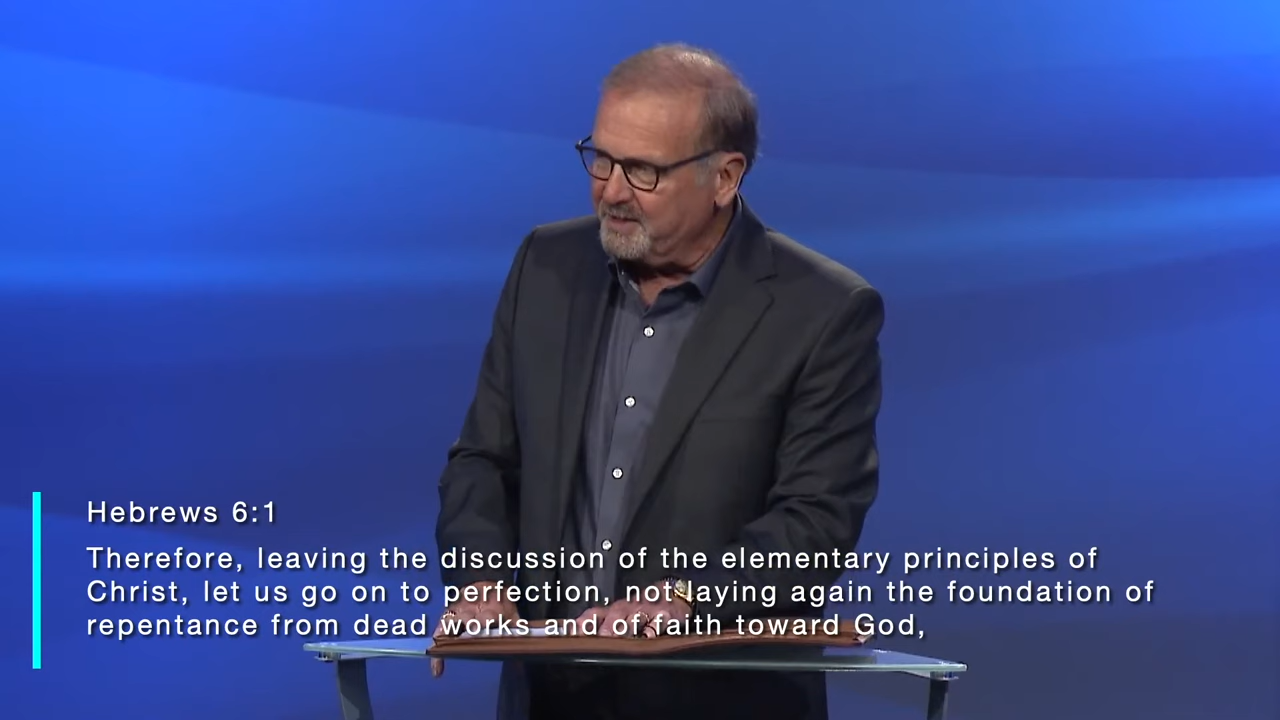 Hebrews 6:1
Therefore, leaving the discussion of the elementary principles of
Christ, let us go on to perfection, not laying again the foundation of
repentance from dead works and of faith toward God,